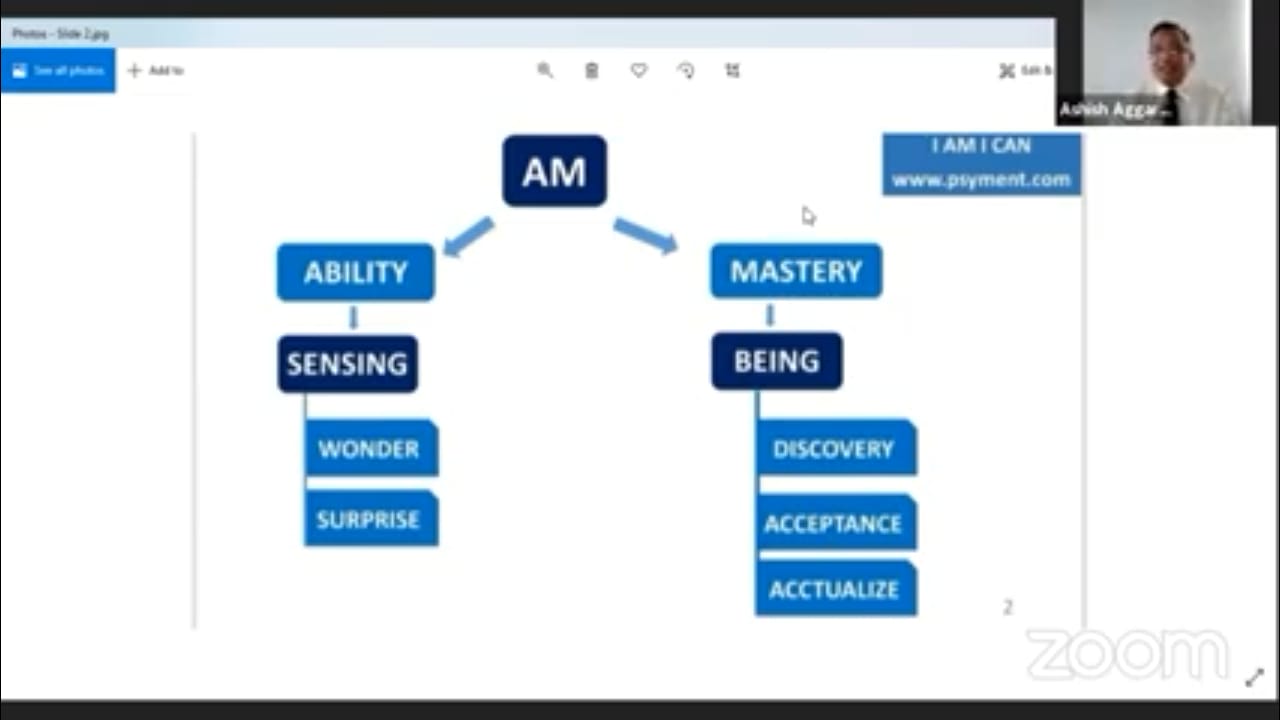 Photos - Slide 2.jpg
See all photos
Add to
Edit &
Ashish Aggar...
AM
I AM I CAN
www.psyment.com
ABILITY
MASTERY
SENSING
BEING
WONDER
DISCOVERY
SURPRISE
ACCEPTANCE
ACCTUALIZE
2
zoom